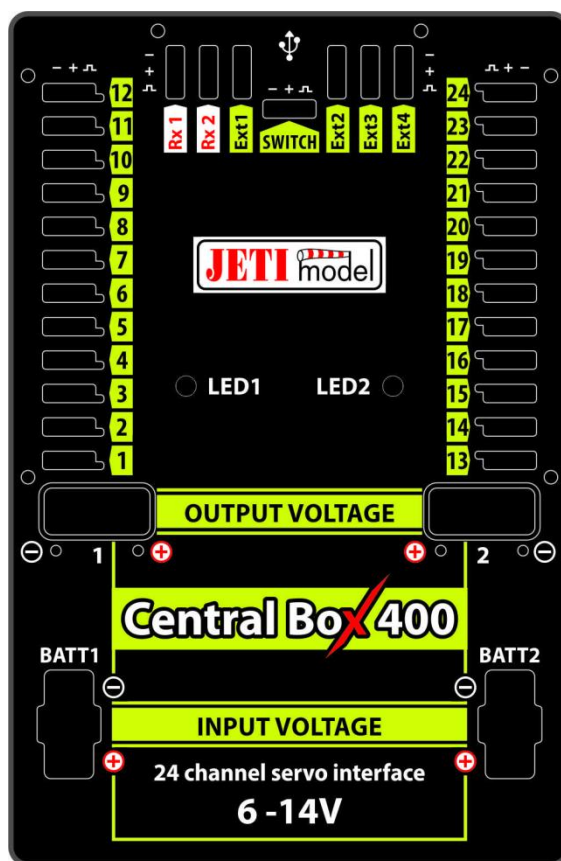 - + ⎍
- + ⎍
- + ⎍
- + ⎍
⎍ + -
Rx 1
Rx 2
Ext1
SWITCH
Ext2
Ext3
Ext4
12
11
10
9
8
7
6
5
4
3
2
1
24
23
22
21
20
19
18
17
16
15
14
13
JETI model
LED1
LED2
OUTPUT VOLTAGE
- 1 +
+ 2 -
Central Box 400
BATT1
BATT2
-
-
INPUT VOLTAGE
+
+
24 channel servo interface
6 -14V